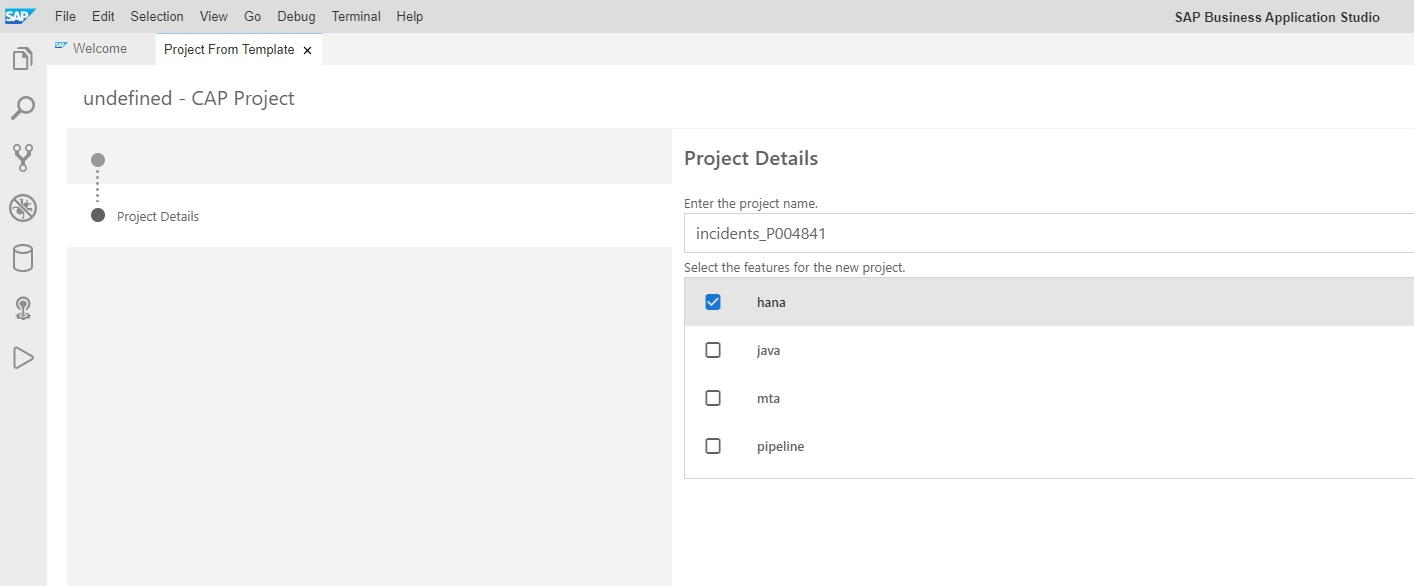 SAP File Edit Selection View Go Debug Terminal Help SAP Business Application Studio
SAP Welcome Project From Template ×
undefined - CAP Project
Project Details
Project Details
Enter the project name.
incidents_P004841
Select the features for the new project.
hana
java
mta
pipeline